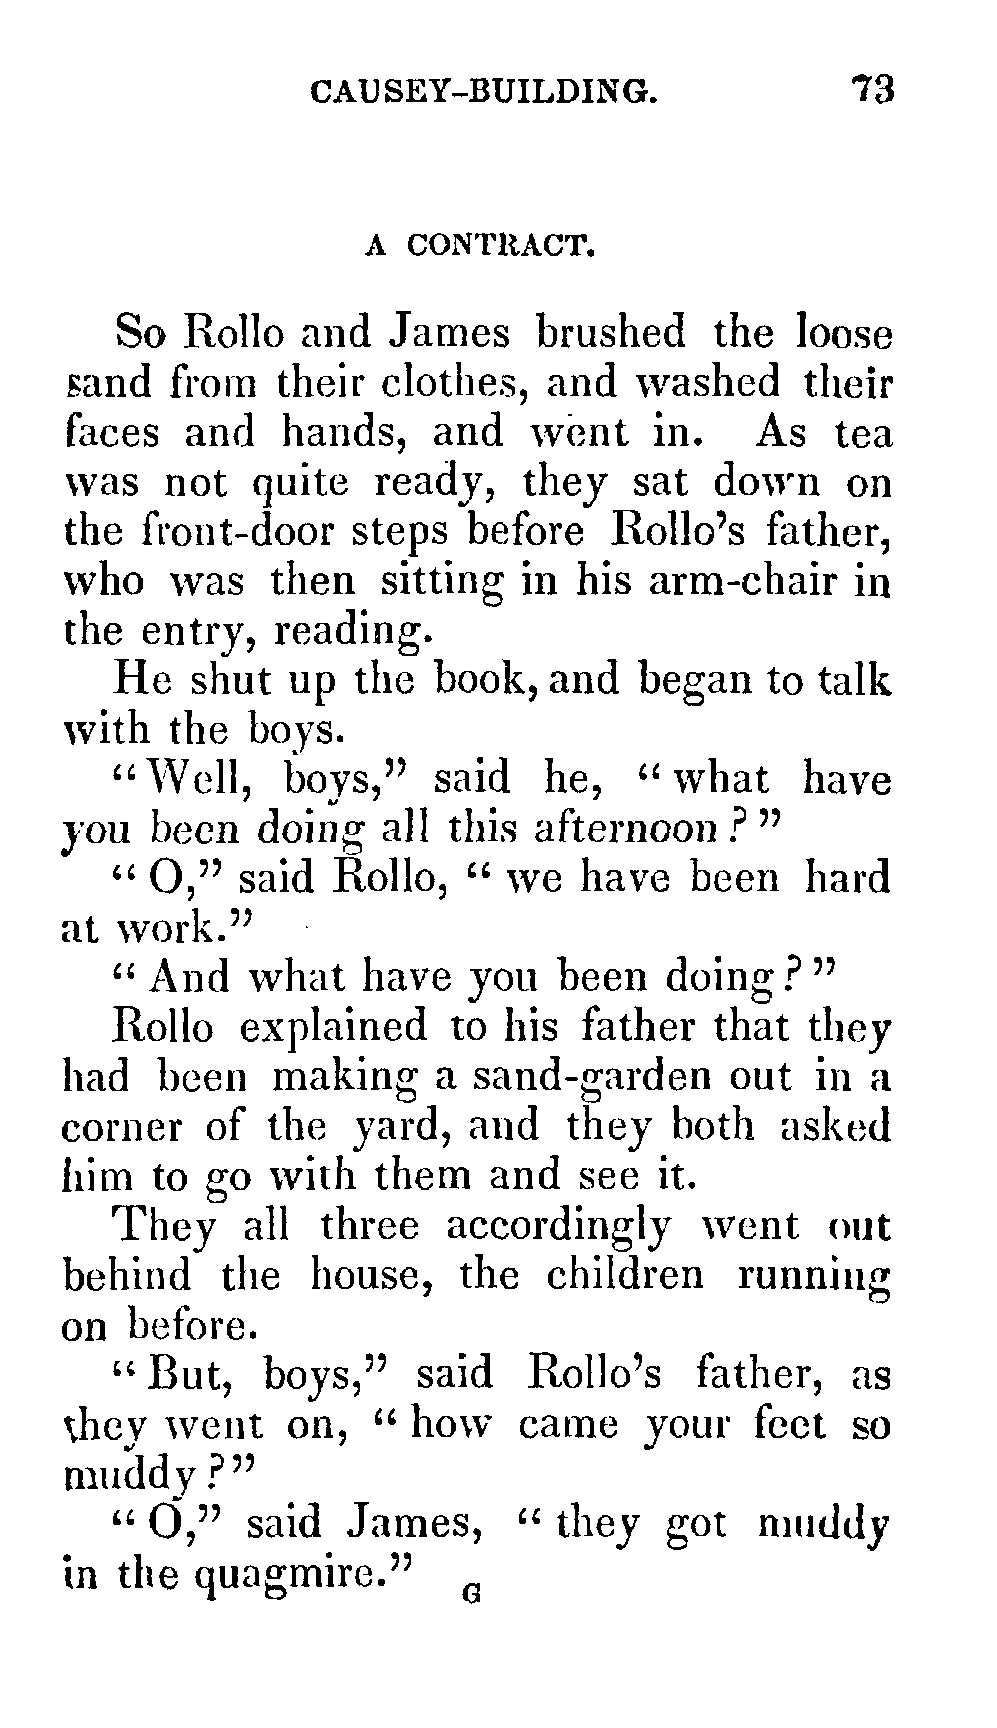 CAUSEY-BUILDING. 73
A CONTRACT.
So Rollo and James brushed the loose
sand from their clothes, and washed their
faces and hands, and went in. As tea
was not quite ready, they sat down on
the front-door steps before Rollo's father,
who was then sitting in his arm-chair in
the entry, reading.
He shut up the book, and began to talk
with the boys.
“Well, boys,” said he, “what have
you been doing all this afternoon?”
“O,” said Rollo, “we have been hard
at work.”
“And what have you been doing?”
Rollo explained to his father that they
had been making a sand-garden out in a
corner of the yard, and they both asked
him to go with them and see it.
They all three accordingly went out
behind the house, the children running
on before.
“But, boys,” said Rollo's father, as
they went on, “how came your feet so
muddy?”
“O,” said James, “they got muddy
in the quagmire.”
G